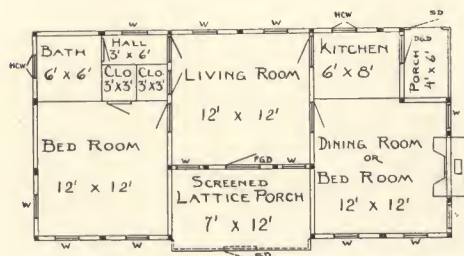 W
W
W
SD
HCW
BATH
6' x 6'
HCW
HALL
3' x 6'
CLO
3'x3'
CLO.
3'x3'
LIVING ROOM
12' x 12'
KITCHEN
6' x 8'
DGD
PORCH
4' x 6'
W
BED ROOM
12' x 12'
DINING ROOM
OR
BED ROOM
12' x 12'
W
FGD
W
SCREENED
LATTICE PORCH
7' x 12'
W
W
W
W
W
W
W
SD